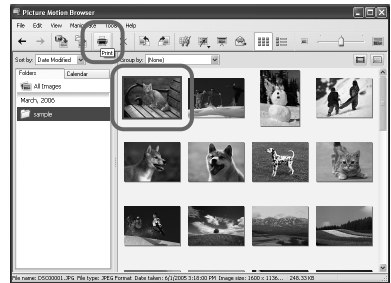 Picture Motion Browser
File Edit View Manipulate Tools Help
Print
Sort by: Date Modified Group by: (None)
Folders Calendar
All Images
March, 2006
sample
File name: DSC00001.JPG File type: JPEG Format Date taken: 6/1/2005 3:18:00 PM Image size: 1600 x 1136... 248.33 KB